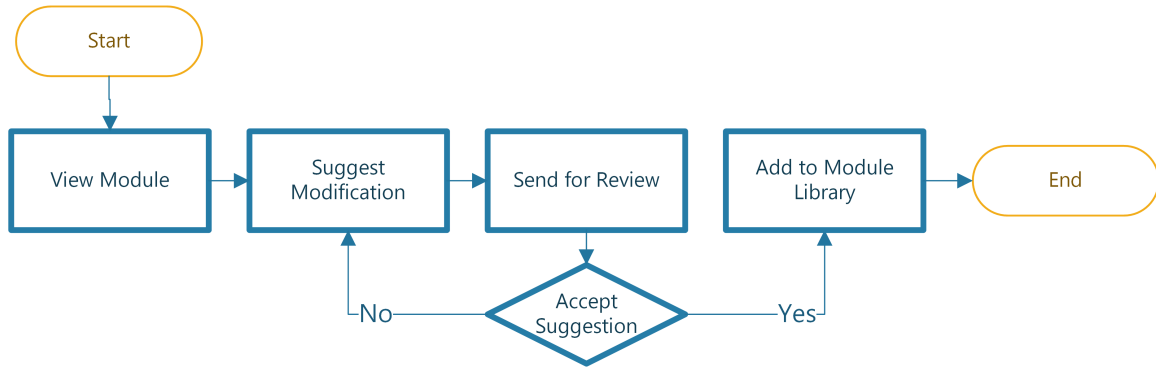 Start
View Module
Suggest
Modification
Send for Review
Add to Module
Library
End
Accept
Suggestion
No
Yes